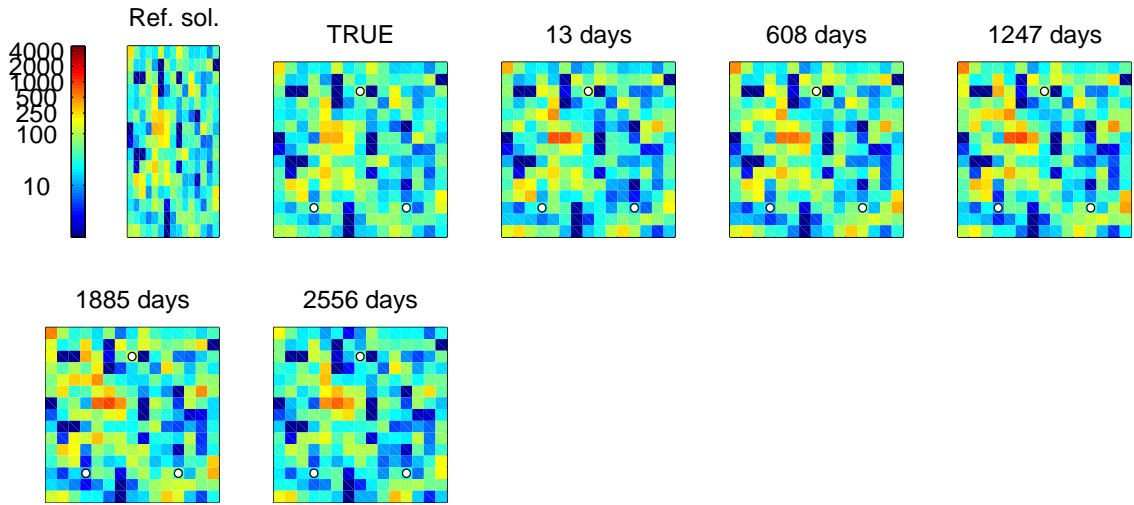 Ref. sol.
TRUE
13 days
608 days
1247 days
4000
2000
1000
500
250
100
10
1885 days
2556 days